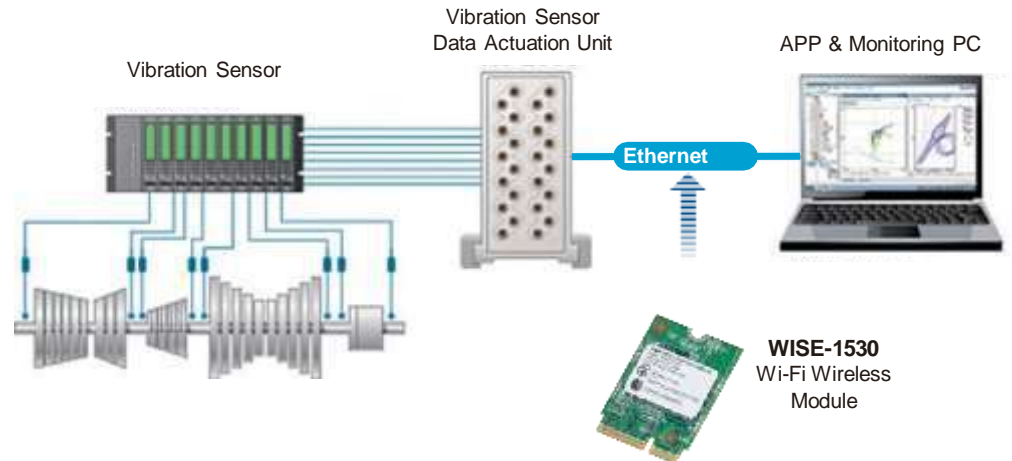 Vibration Sensor
Data Actuation Unit
APP & Monitoring PC
Vibration Sensor
Ethernet
WISE-1530
Wi-Fi Wireless
Module